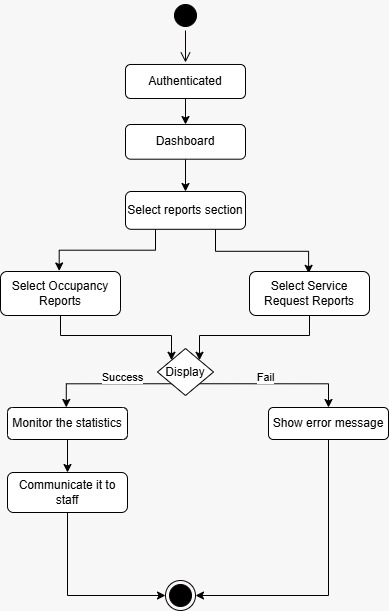 Authenticated
Dashboard
Select reports section
Select Occupancy
Reports
Select Service
Request Reports
Display
Success
Fail
Monitor the statistics
Show error message
Communicate it to
staff